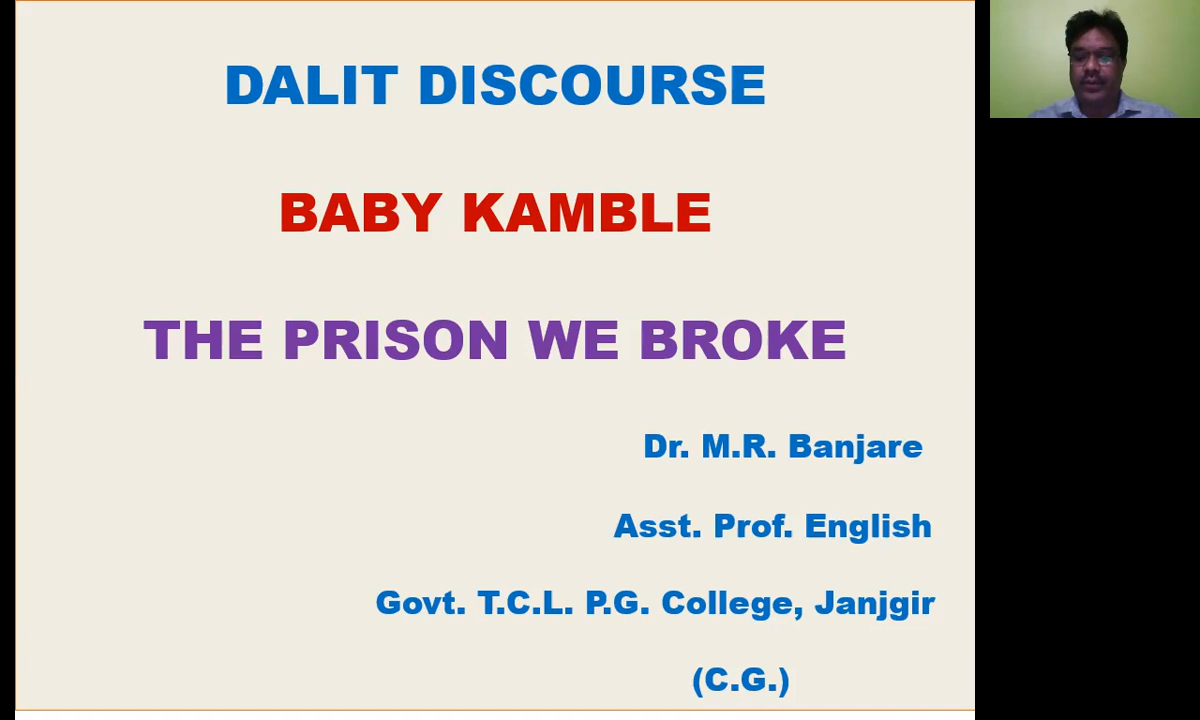 DALIT DISCOURSE
BABY KAMBLE
THE PRISON WE BROKE
Dr. M.R. Banjare
Asst. Prof. English
Govt. T.C.L. P.G. College, Janjgir
(C.G.)